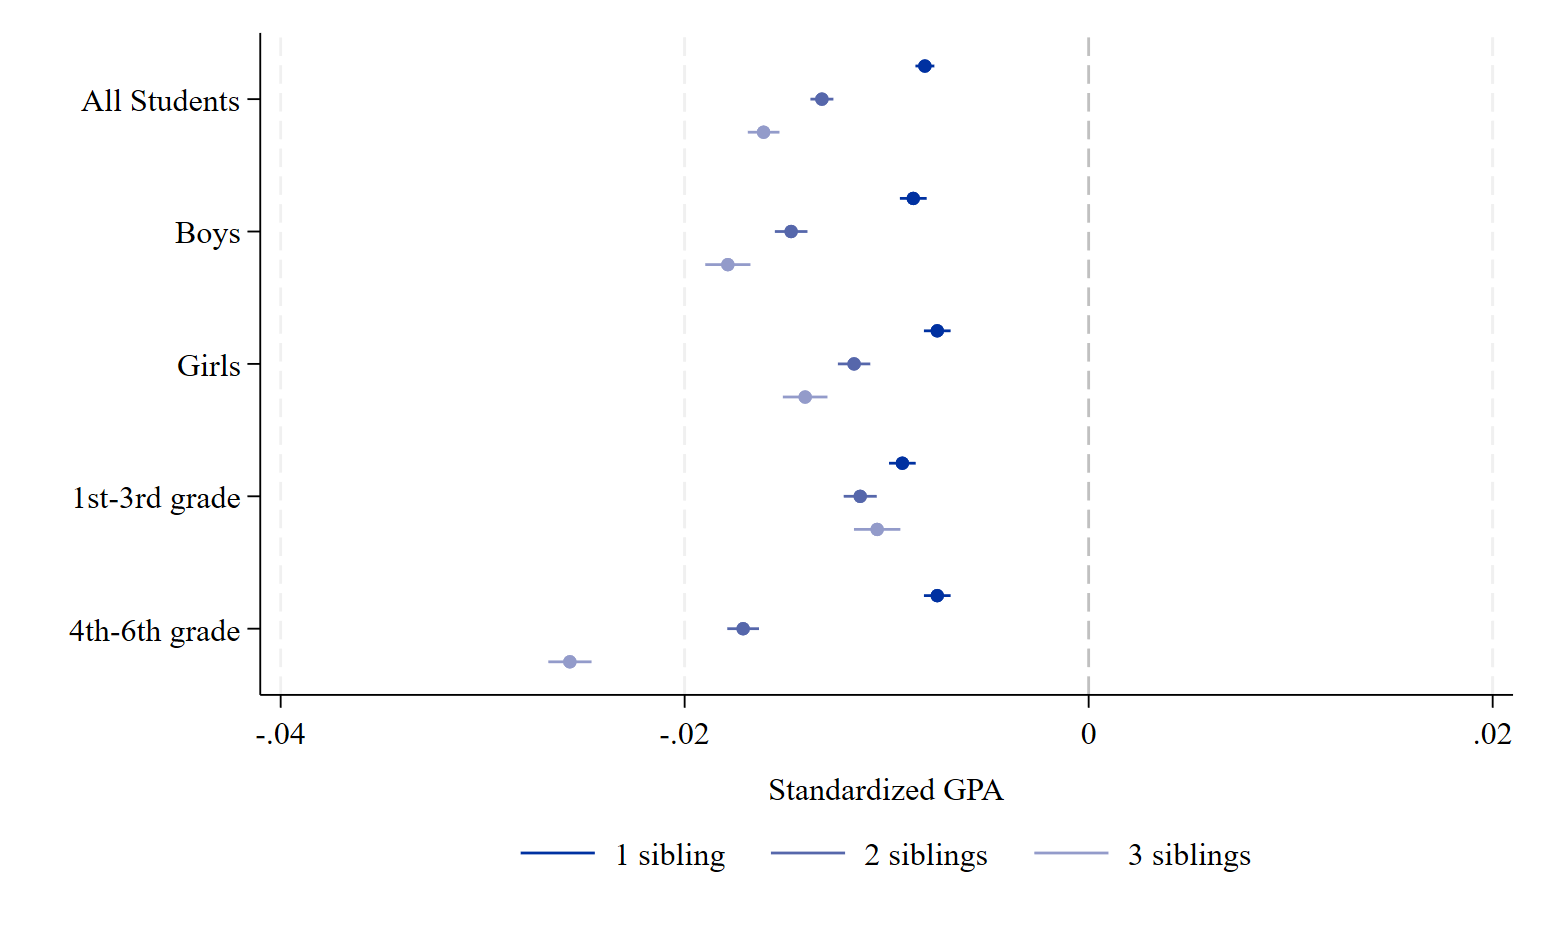 All Students
Boys
Girls
1st-3rd grade
4th-6th grade
-.04 -.02 0 .02
Standardized GPA
1 sibling 2 siblings 3 siblings